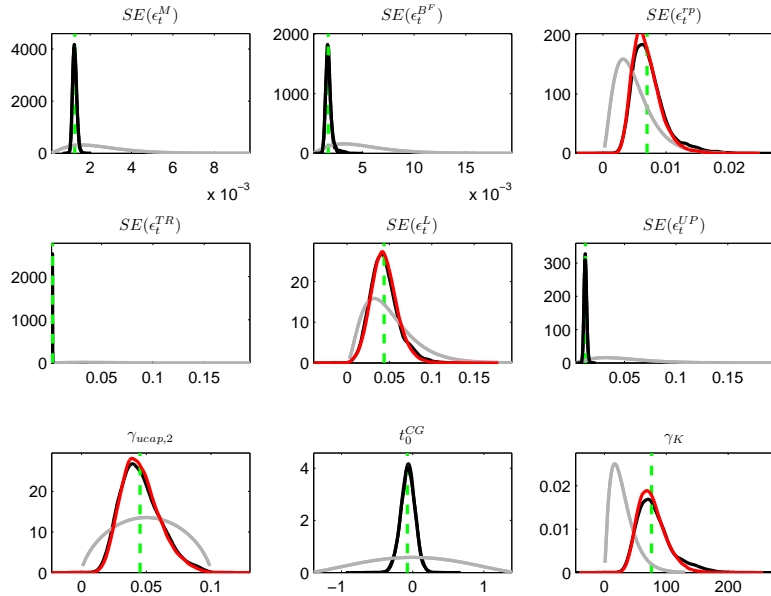 SE(ϵ_t^M) SE(ϵ_t^{BF}) SE(ϵ_t^{rp})
4000
2000
0
2 4 6 8
x 10^{-3}
2000
1000
0
5 10 15
x 10^{-3}
200
100
0
0 0.01 0.02
SE(ϵ_t^{TR}) SE(ϵ_t^L) SE(ϵ_t^{UP})
2000
1000
0
0.05 0.1 0.15
20
10
0
0 0.05 0.1 0.15
300
200
100
0
0.05 0.1 0.15
γ_{ucap,2} t_0^{CG} γ_K
20
10
0
0 0.05 0.1
4
2
0
−1 0 1
0.02
0.01
0
0 100 200